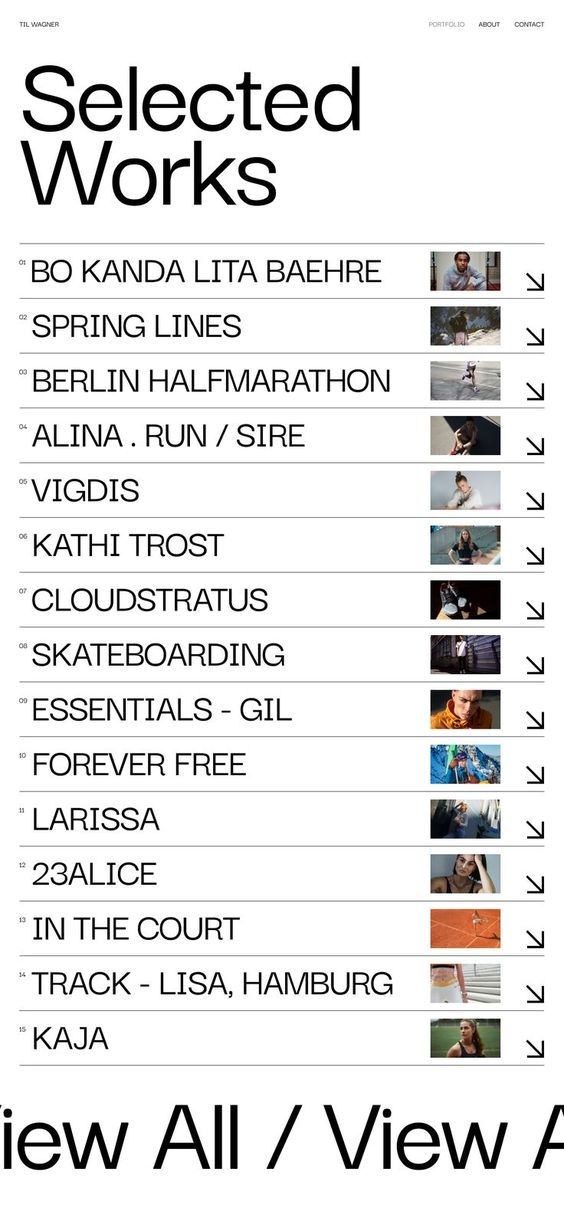 TIL WAGNER PORTFOLIO ABOUT CONTACT
Selected
Works
01 BO KANDA LITA BAEHRE
02 SPRING LINES
03 BERLIN HALFMARATHON
04 ALINA . RUN / SIRE
05 VIGDIS
06 KATHI TROST
07 CLOUDSTRATUS
08 SKATEBOARDING
09 ESSENTIALS - GIL
10 FOREVER FREE
11 LARISSA
12 23ALICE
13 IN THE COURT
14 TRACK - LISA, HAMBURG
15 KAJA
iew All / View A